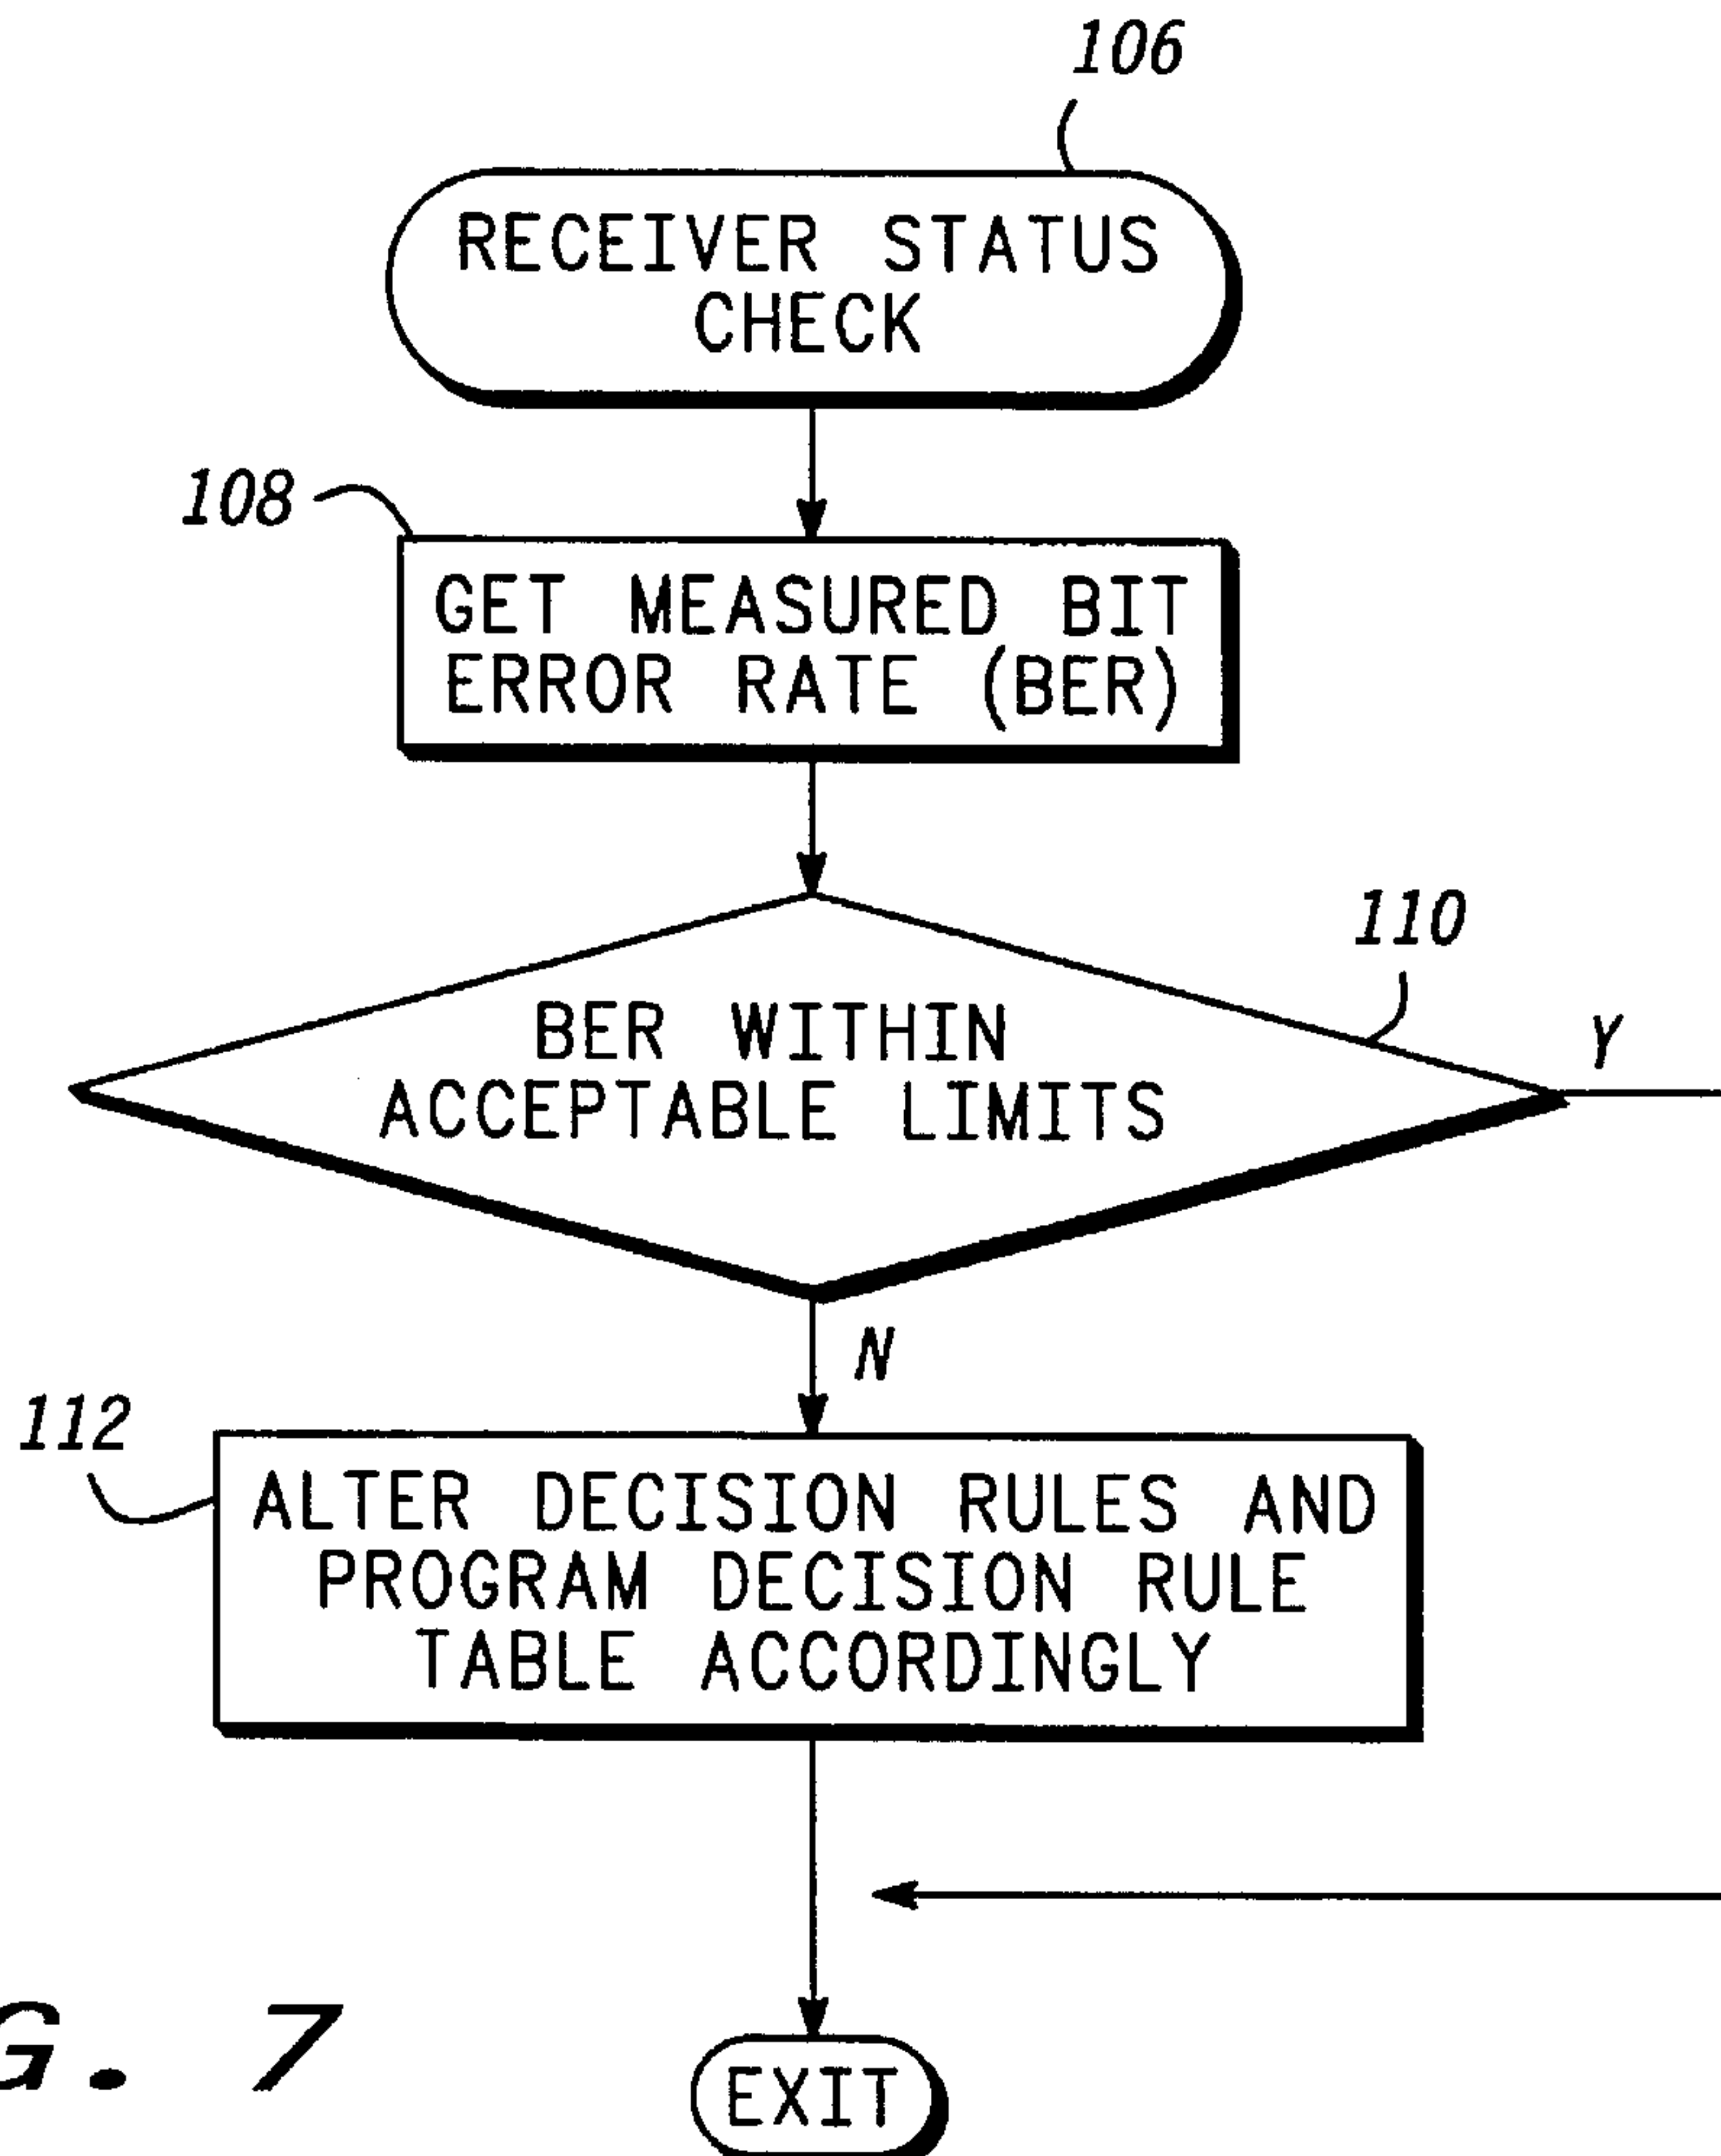 106
RECEIVER STATUS
CHECK
108
GET MEASURED BIT
ERROR RATE (BER)
110
BER WITHIN
ACCEPTABLE LIMITS
Y
N
112
ALTER DECISION RULES AND
PROGRAM DECISION RULE
TABLE ACCORDINGLY
G. 7
EXIT